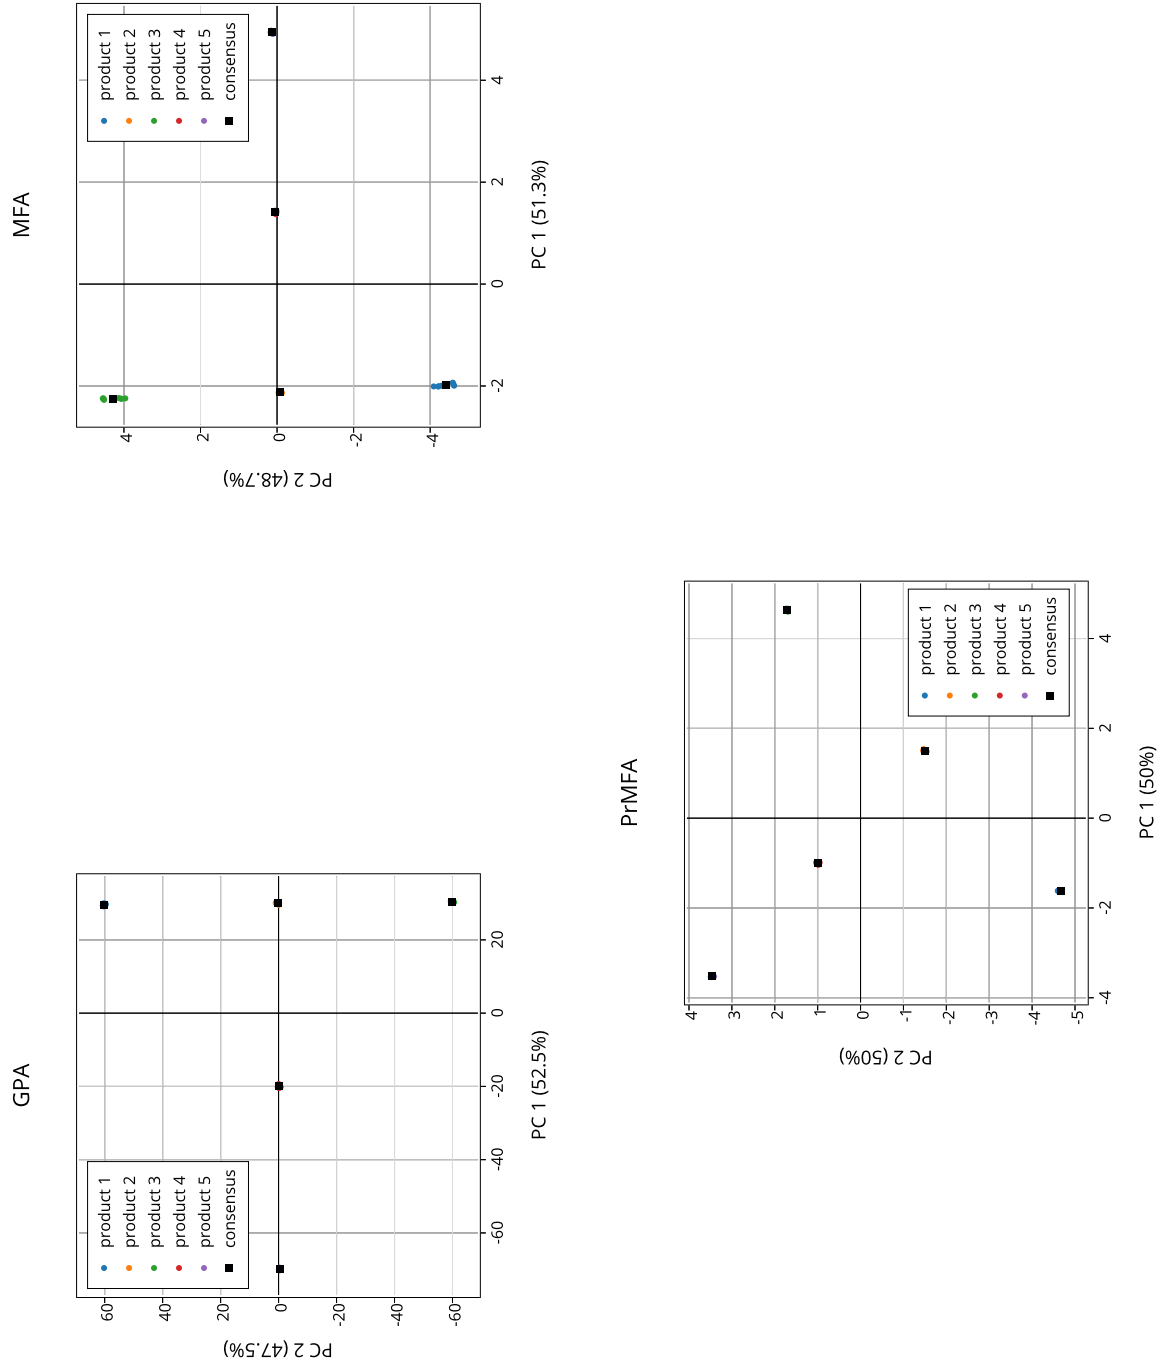 GPA
product 1
product 2
product 3
product 4
product 5
consensus
60
40
20
0
-20
-40
-60
-60
-40
-20
0
20
PC 1 (52.5%)
PC 2 (47.5%)
MFA
product 1
product 2
product 3
product 4
product 5
consensus
4
2
0
-2
-4
-2
0
2
4
PC 1 (51.3%)
PC 2 (48.7%)
PrMFA
product 1
product 2
product 3
product 4
product 5
consensus
4
3
2
1
0
-1
-2
-3
-4
-5
-4
-2
0
2
4
PC 1 (50%)
PC 2 (50%)